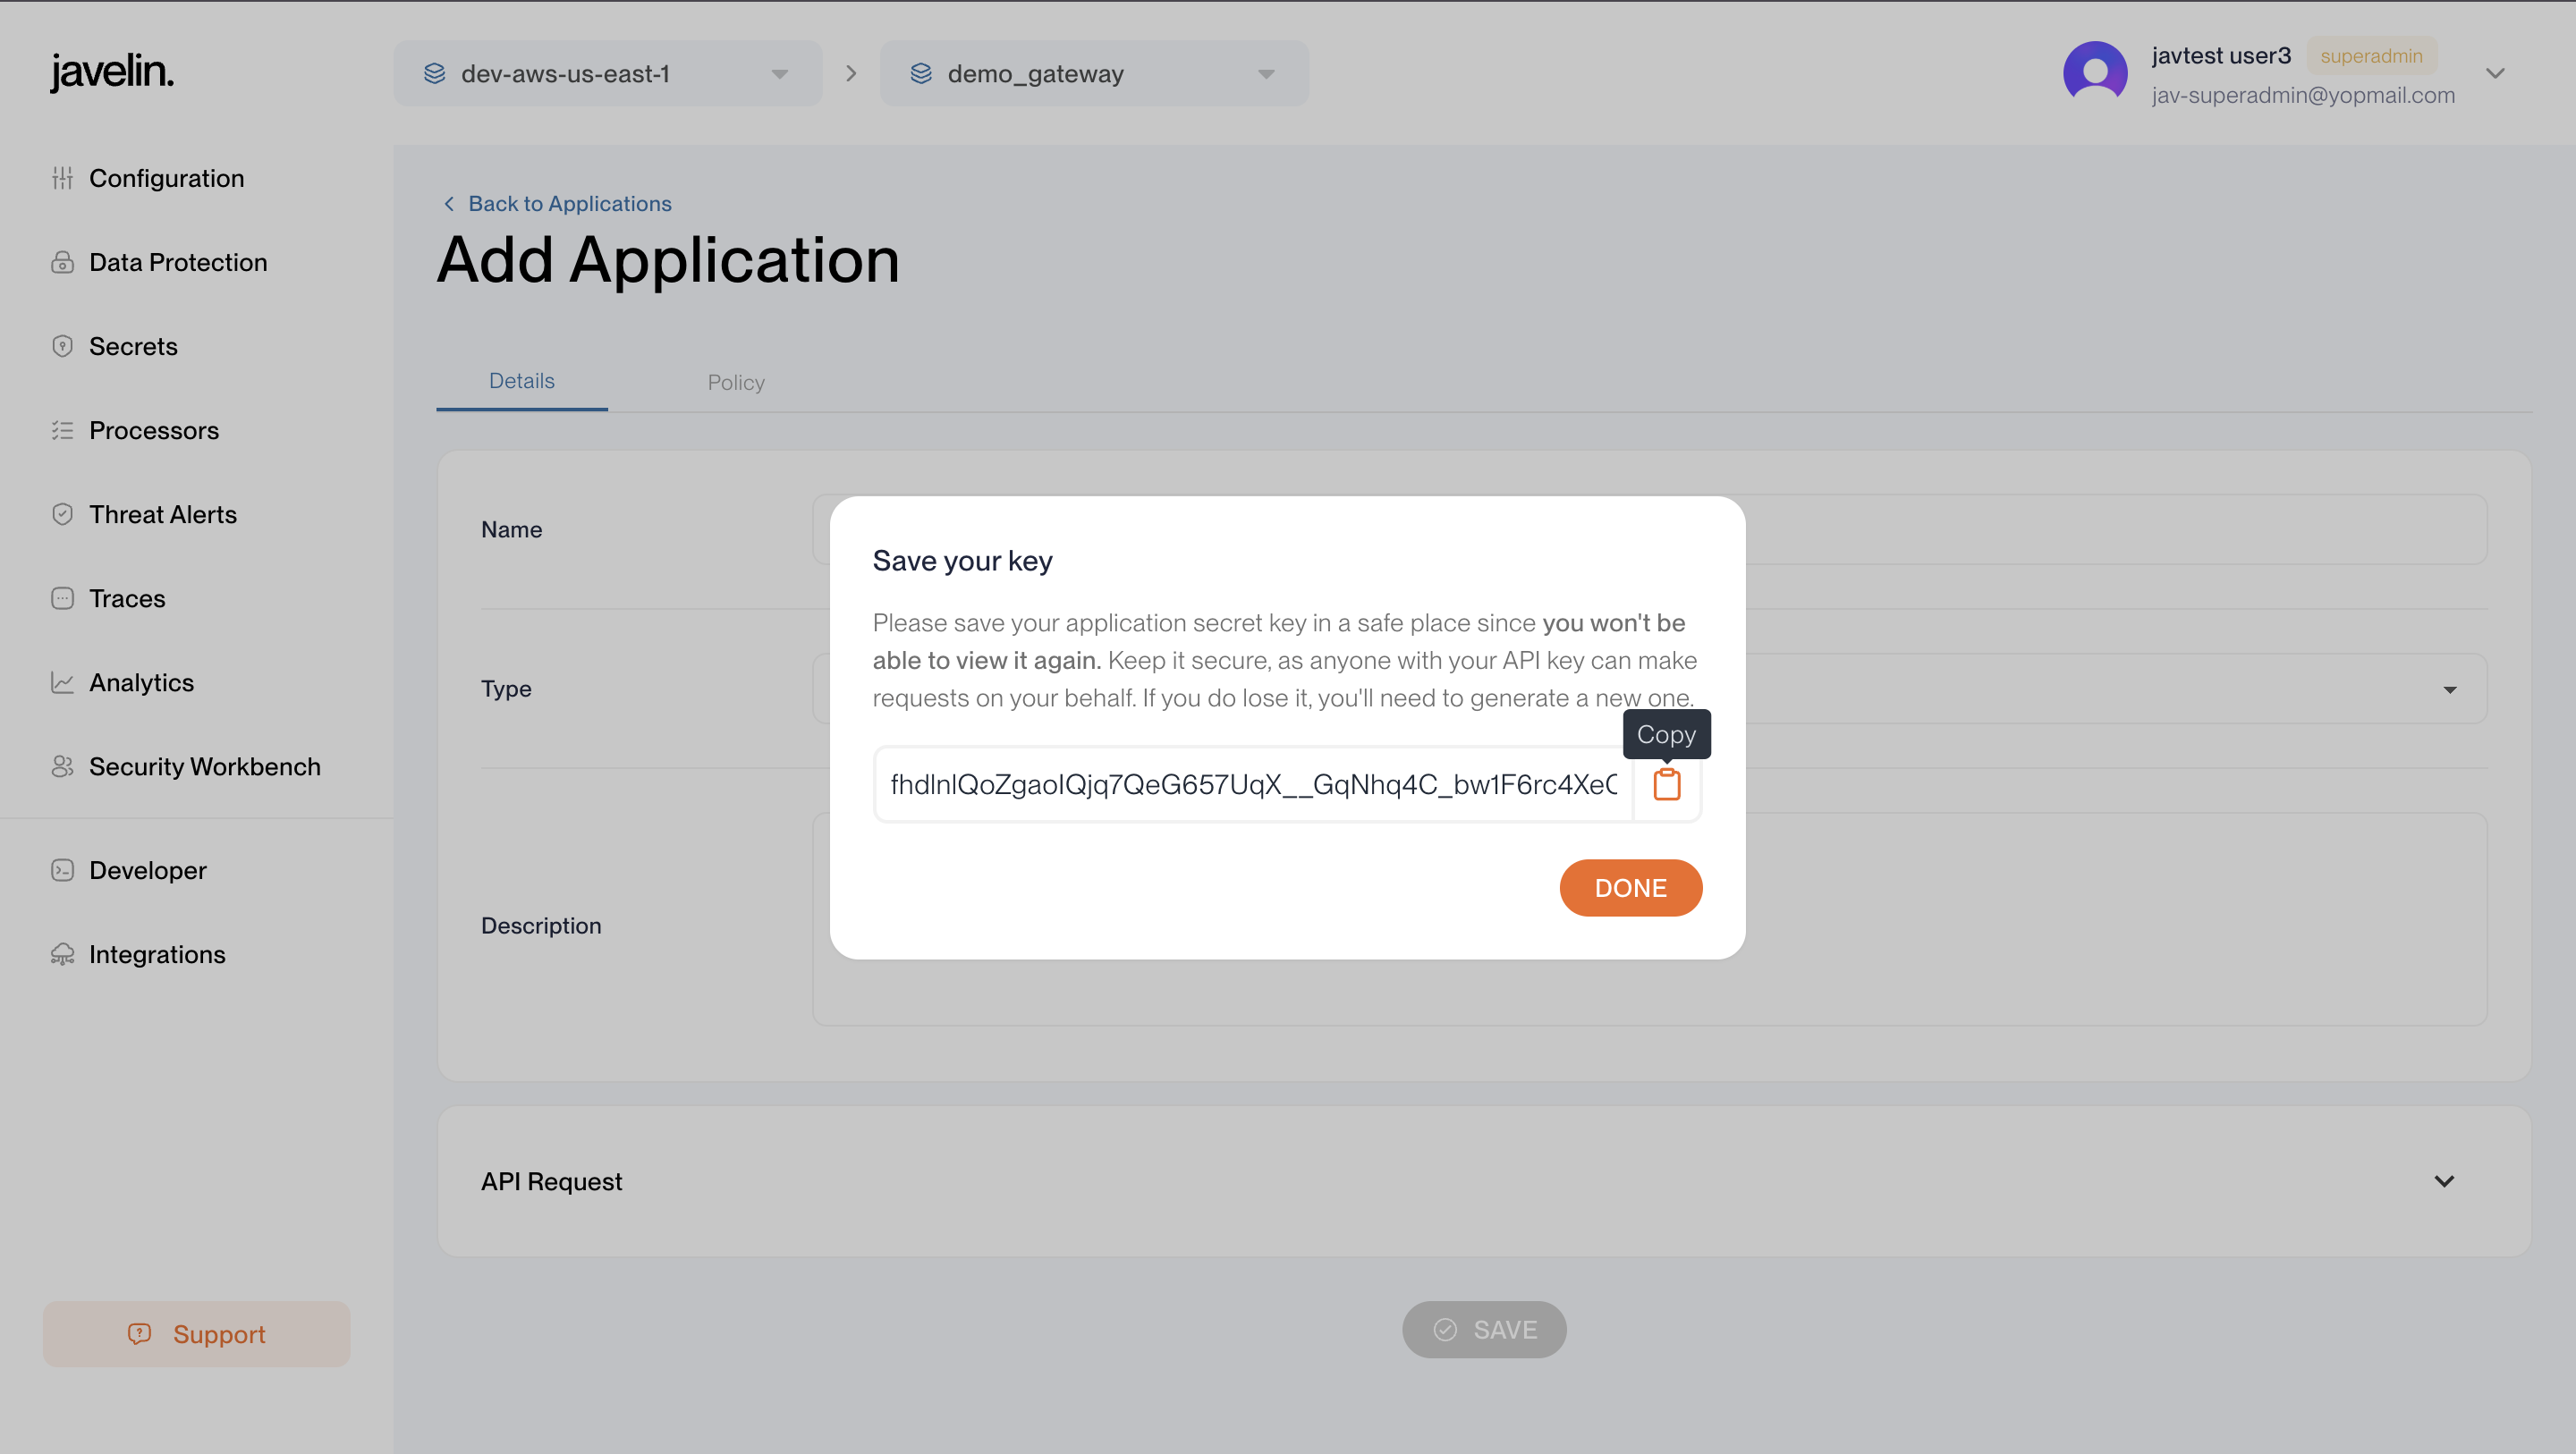 javelin.
dev-aws-us-east-1
demo_gateway
javtest user3
superadmin
jav-superadmin@yopmail.com
Configuration
Data Protection
Secrets
Processors
Threat Alerts
Traces
Analytics
Security Workbench
Developer
Integrations
Support
Back to Applications
Add Application
Details
Policy
Name
Type
Description
Save your key
Please save your application secret key in a safe place since you won't be
able to view it again. Keep it secure, as anyone with your API key can make
requests on your behalf. If you do lose it, you'll need to generate a new one.
Copy
DONE
API Request
SAVE